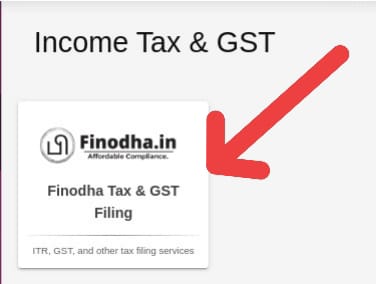 Income Tax & GST
Finodha.in
Affordable Compliance.
Finodha Tax & GST
Filing
ITR, GST, and other tax filing services